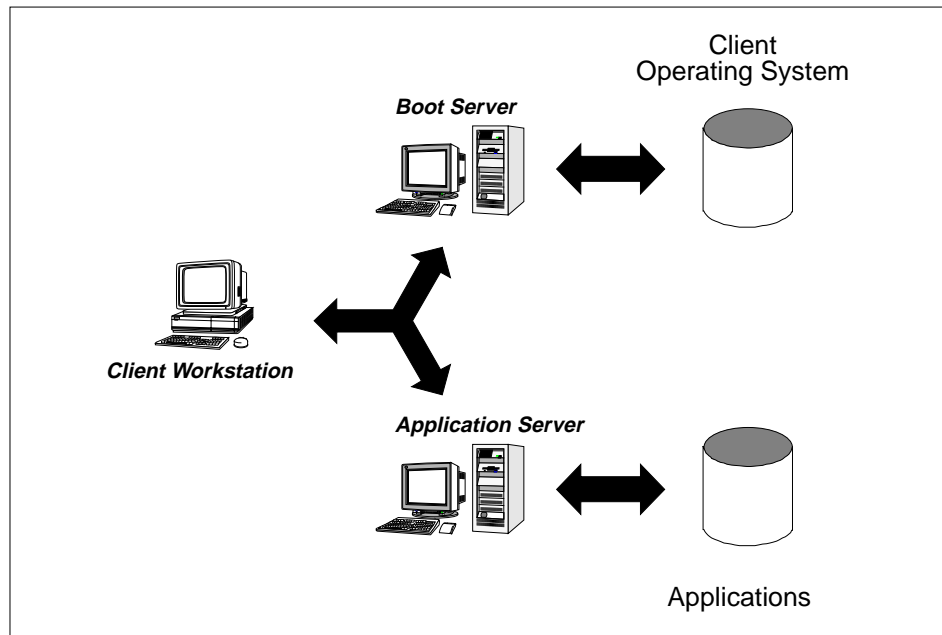 Client
Operating System
Boot Server
Client Workstation
Application Server
Applications